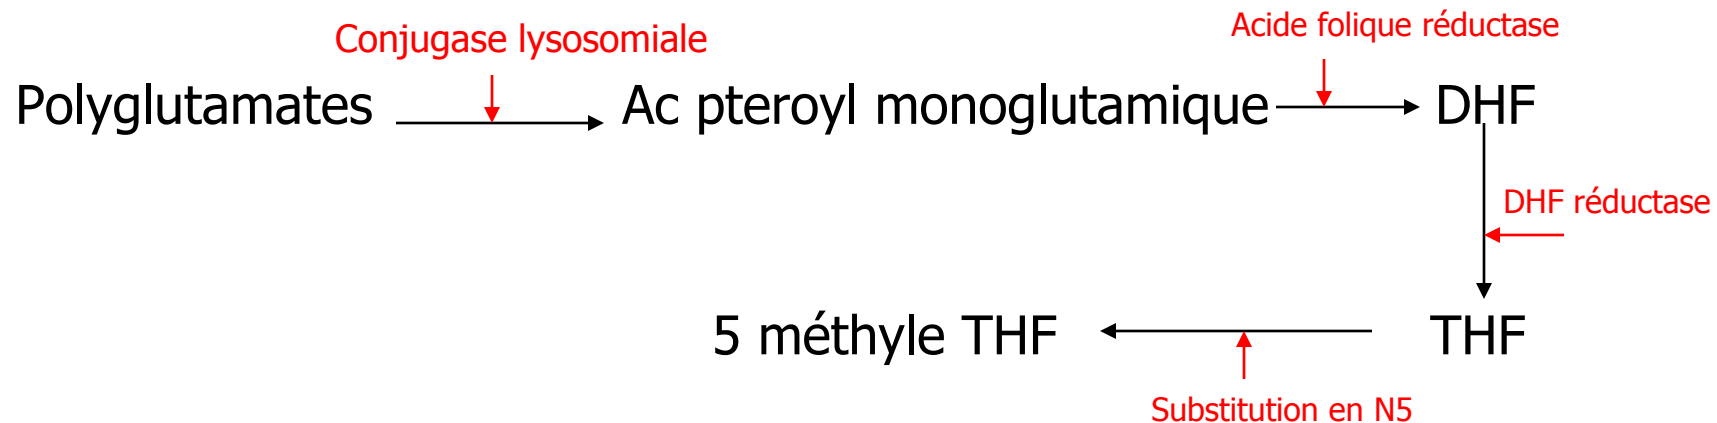 Conjugase lysosomiale
Acide folique réductase
Polyglutamates
Ac pteroyl monoglutamique
DHF
DHF réductase
5 méthyle THF
THF
Substitution en N5